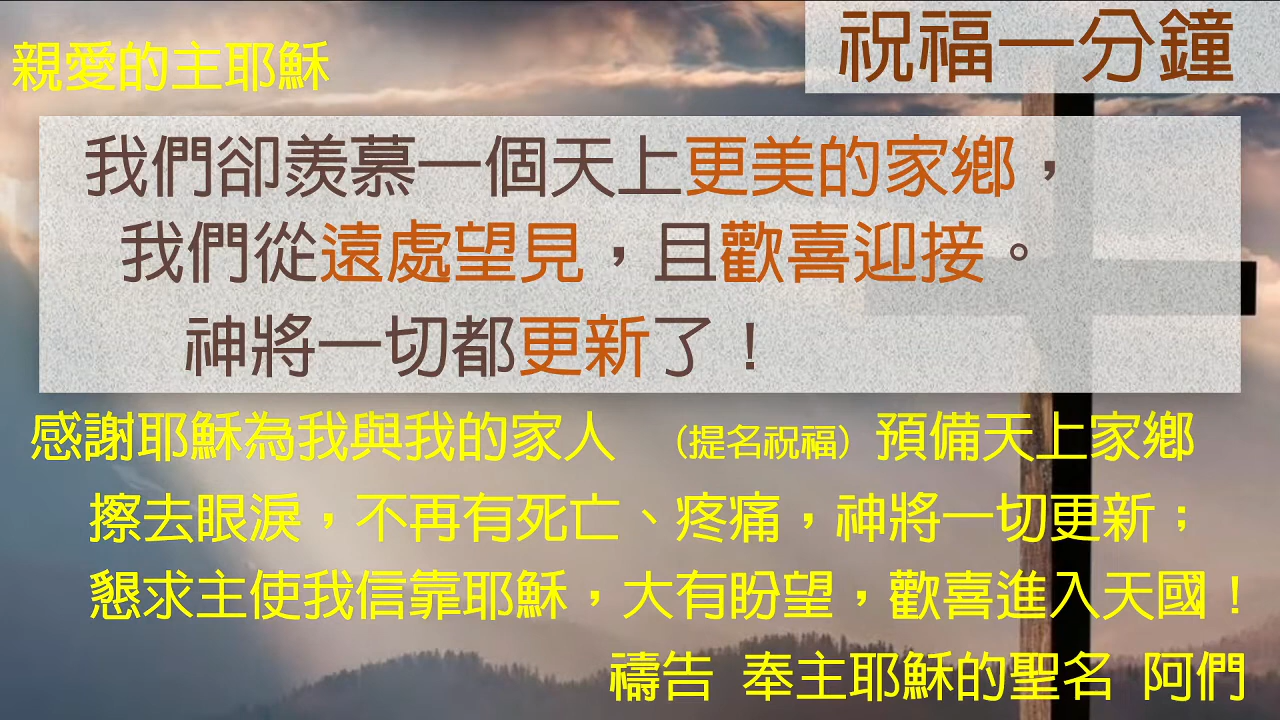 祝福一分鐘
親愛的主耶穌
我們卻羨慕一個天上更美的家鄉，
我們從遠處望見，且歡喜迎接。
神將一切都更新了！
感謝耶穌為我與我的家人（提名祝福）預備天上家鄉
擦去眼淚，不再有死亡、疼痛，神將一切更新；
懇求主使我信靠耶穌，大有盼望，歡喜進入天國！
禱告 奉主耶穌的聖名 阿們